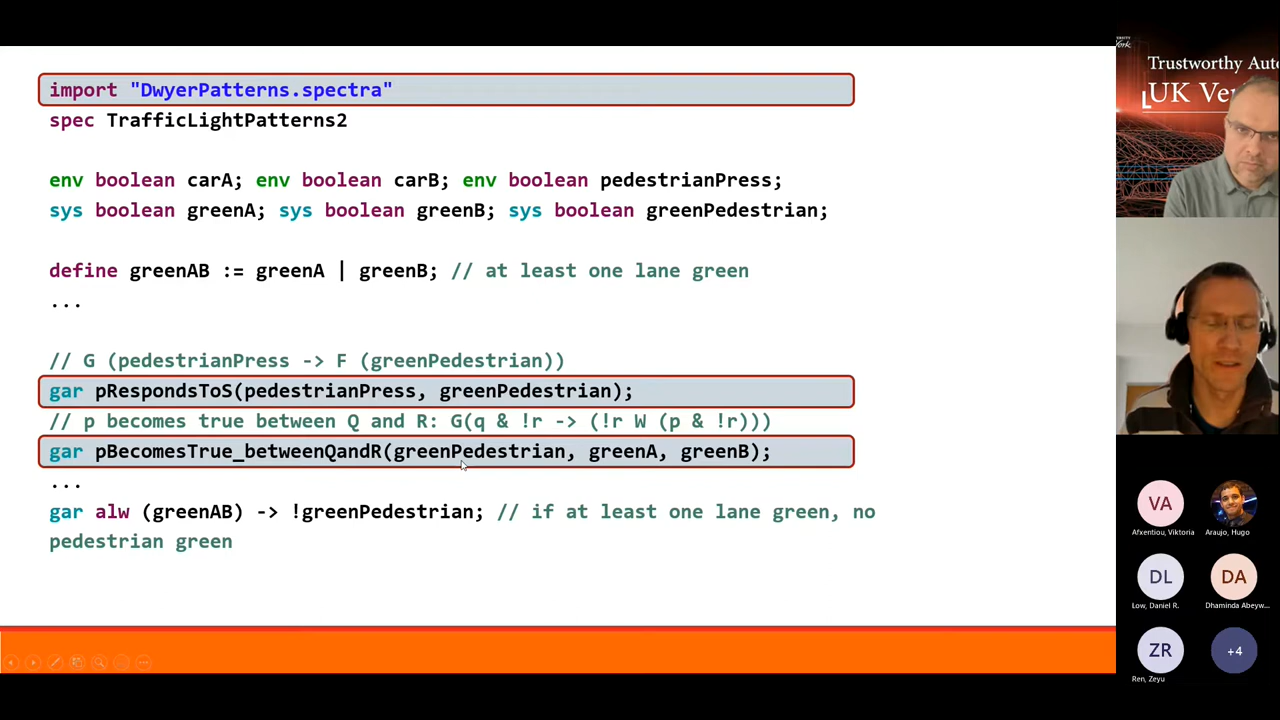 import "DwyerPatterns.spectra"
spec TrafficLightPatterns2
env boolean carA; env boolean carB; env boolean pedestrianPress;
sys boolean greenA; sys boolean greenB; sys boolean greenPedestrian;
define greenAB := greenA | greenB; // at least one lane green
...
// G (pedestrianPress -> F (greenPedestrian))
gar pRespondsToS(pedestrianPress, greenPedestrian);
// p becomes true between Q and R: G(q & !r -> (!r W (p & !r)))
gar pBecomesTrue_betweenQandR(greenPedestrian, greenA, greenB);
...
gar alw (greenAB) -> !greenPedestrian; // if at least one lane green, no
pedestrian green
Trustworthy Aut
UK Ve
VA
Afxentiou, Viktoria
Araujo, Hugo
DL
DA
Low, Daniel R.
Dhaminda Abeyw...
ZR
+4
Ren, Zeyu